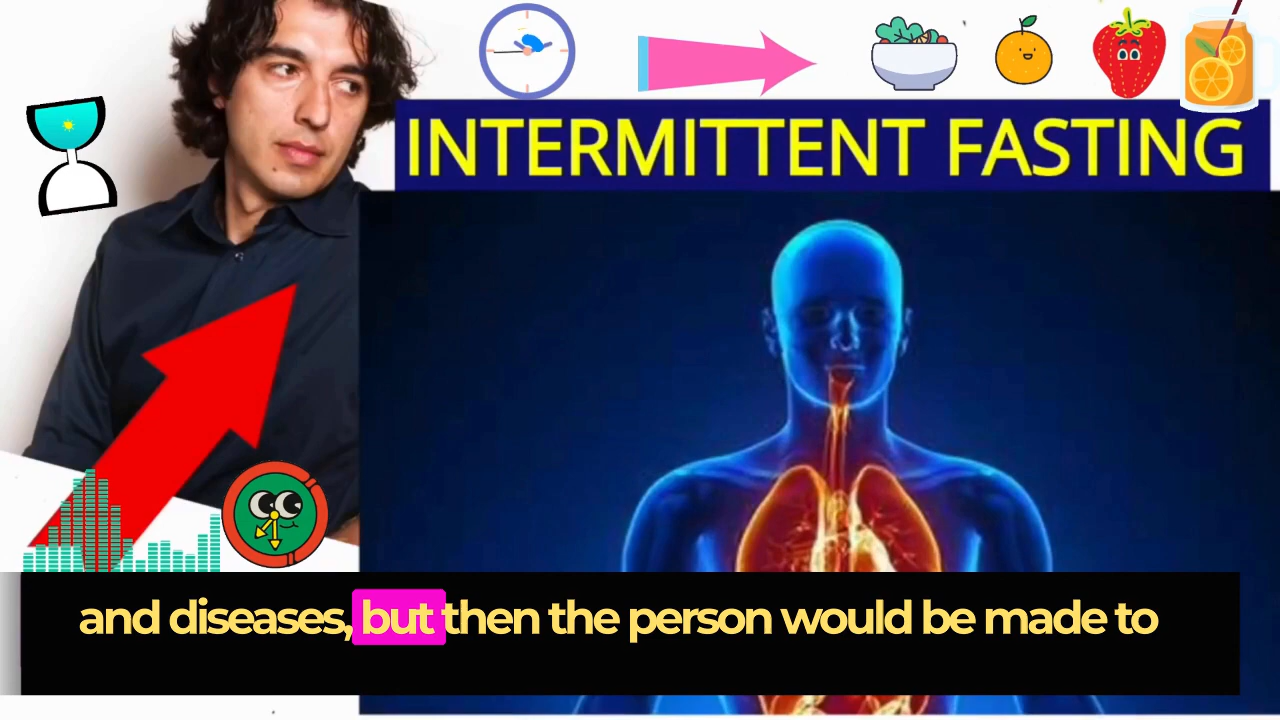 INTERMITTENT FASTING
and diseases, but then the person would be made to